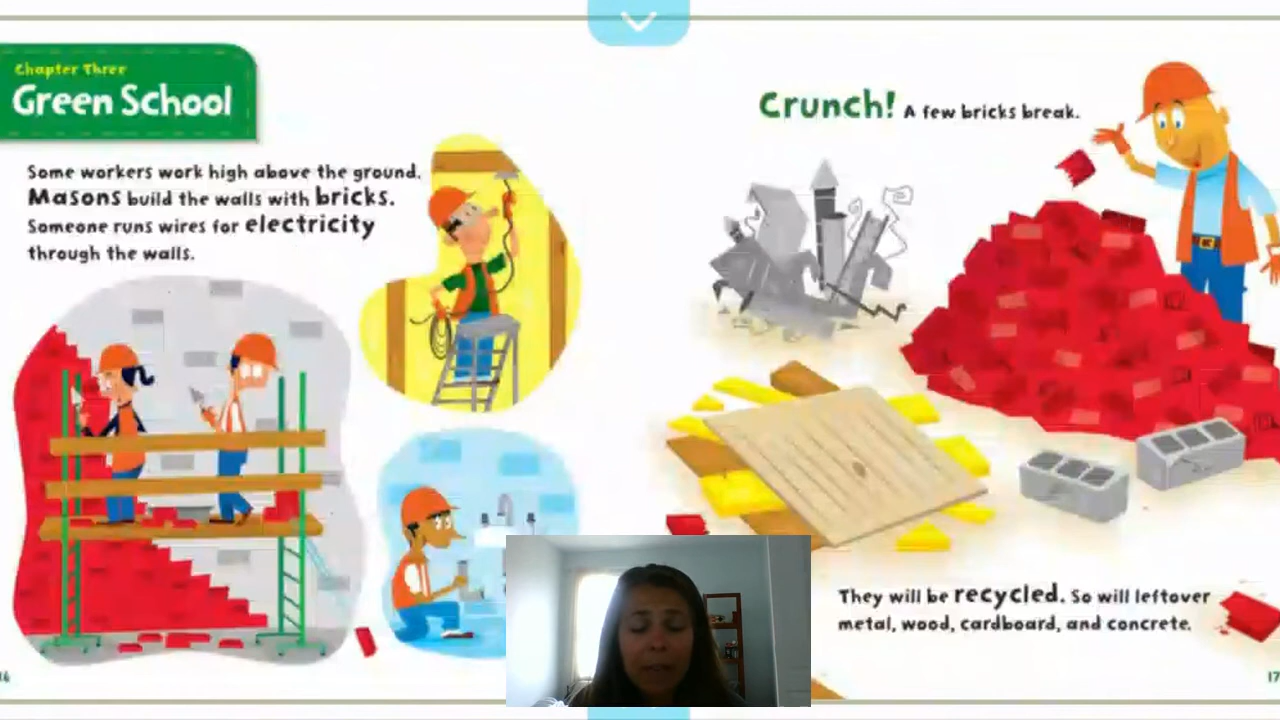 Chapter Three
Green School
Some workers work high above the ground.
Masons build the walls with bricks.
Someone runs wires for electricity
through the walls.
Crunch! A few bricks break.
They will be recycled. So will leftover
metal, wood, cardboard, and concrete.
16
17